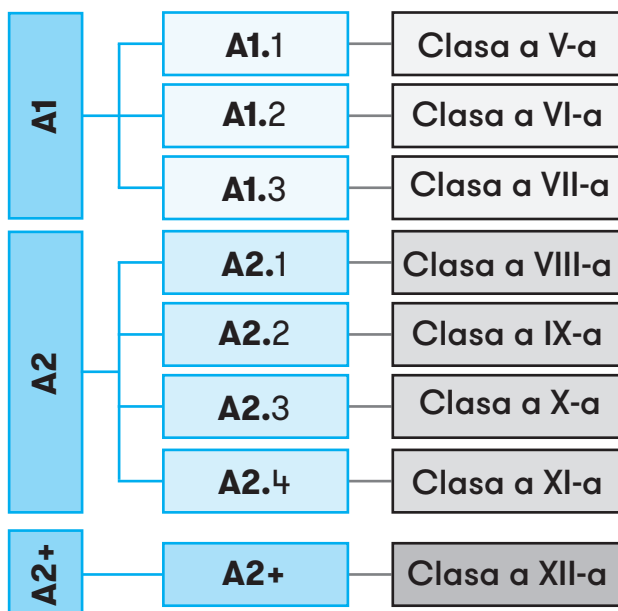 A1
A1.1
Clasa a V-a
A1.2
Clasa a VI-a
A1.3
Clasa a VII-a
A2
A2.1
Clasa a VIII-a
A2.2
Clasa a IX-a
A2.3
Clasa a X-a
A2.4
Clasa a XI-a
A2+
A2+
Clasa a XII-a